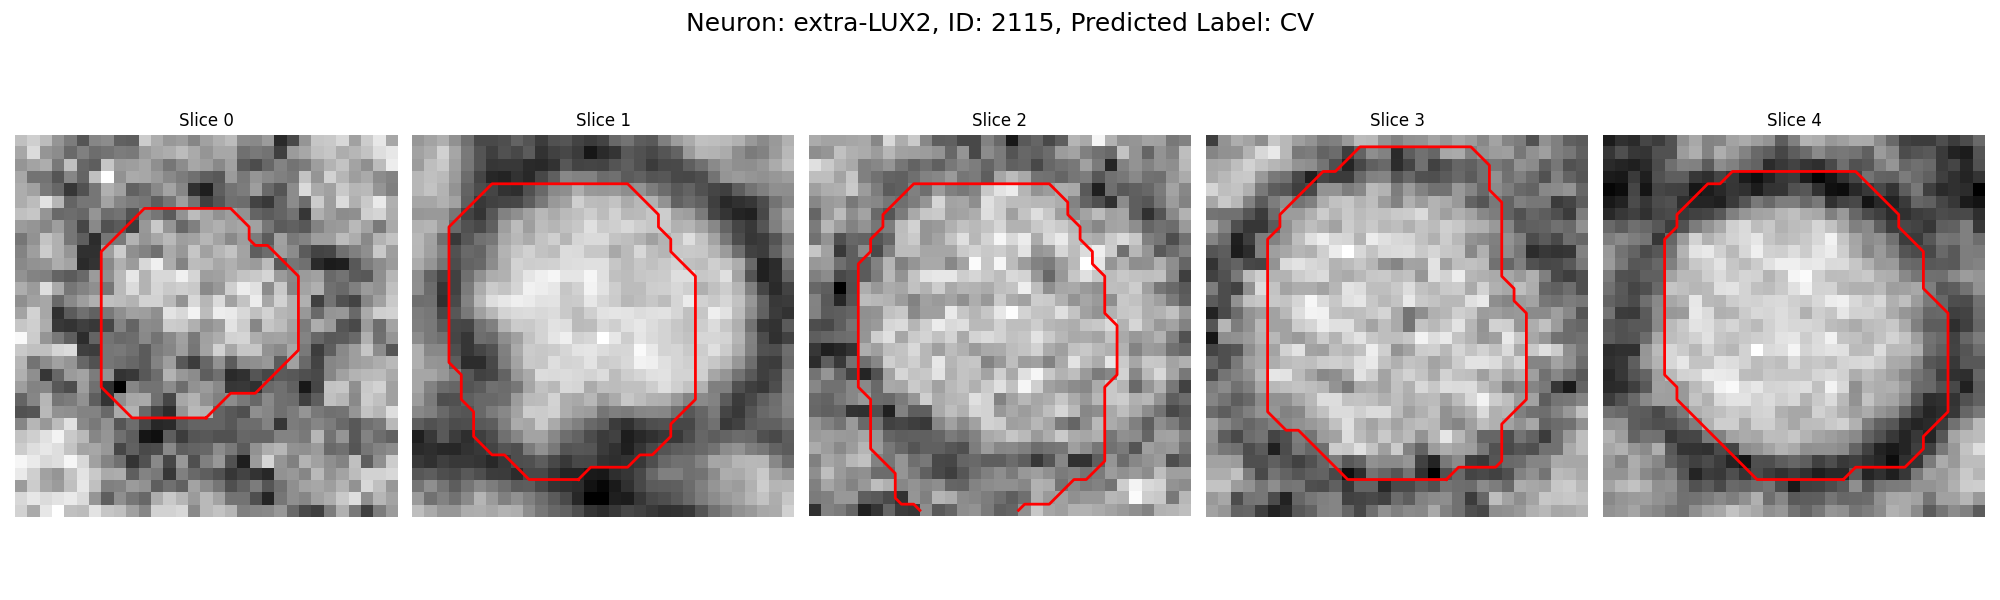 Neuron: extra-LUX2, ID: 2115, Predicted Label: CV
Slice 0
Slice 1
Slice 2
Slice 3
Slice 4